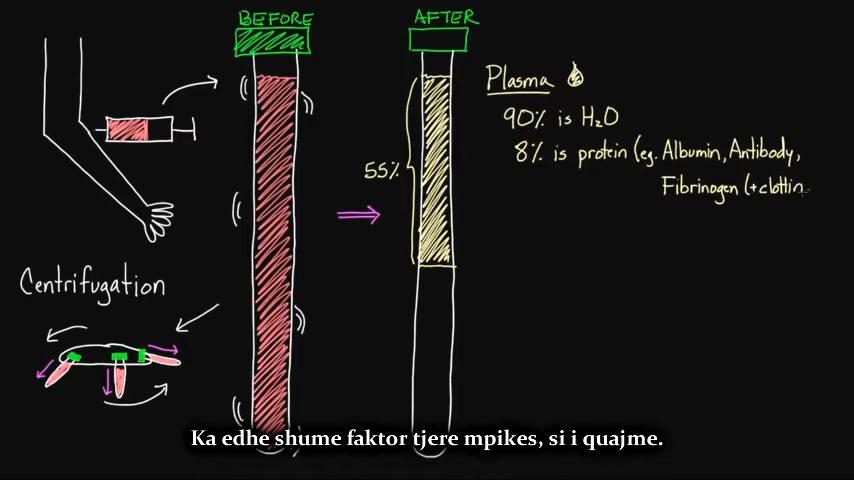 BEFORE
AFTER
Plasma
90% is H₂O
8% is protein (eg. Albumin, Antibody,
Fibrinogen (+clottin
55%
Centrifugation
Ka edhe shume faktor tjere mpikes, si i quajme.